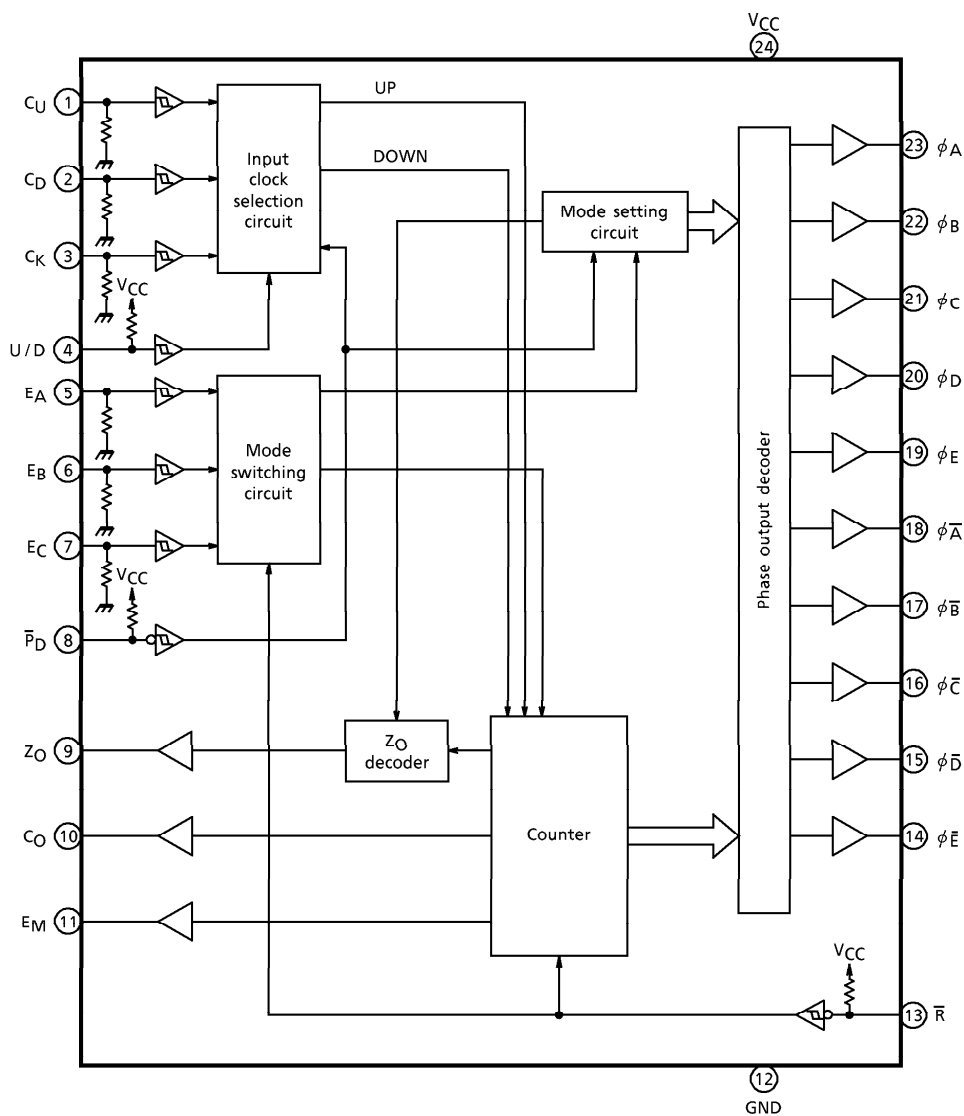 VCC
24
CU 1
UP
CD 2
DOWN
Input
clock
selection
circuit
CK 3
VCC
U/D 4
EA 5
EB 6
Mode
switching
circuit
EC 7
VCC
P̅D 8
Mode setting
circuit
Phase output decoder
23 ϕA
22 ϕB
21 ϕC
20 ϕD
19 ϕE
18 ϕA̅
17 ϕB̅
16 ϕC̅
15 ϕD̅
14 ϕE̅
ZO 9
ZO
decoder
CO 10
Counter
EM 11
VCC
13 R̅
12
GND